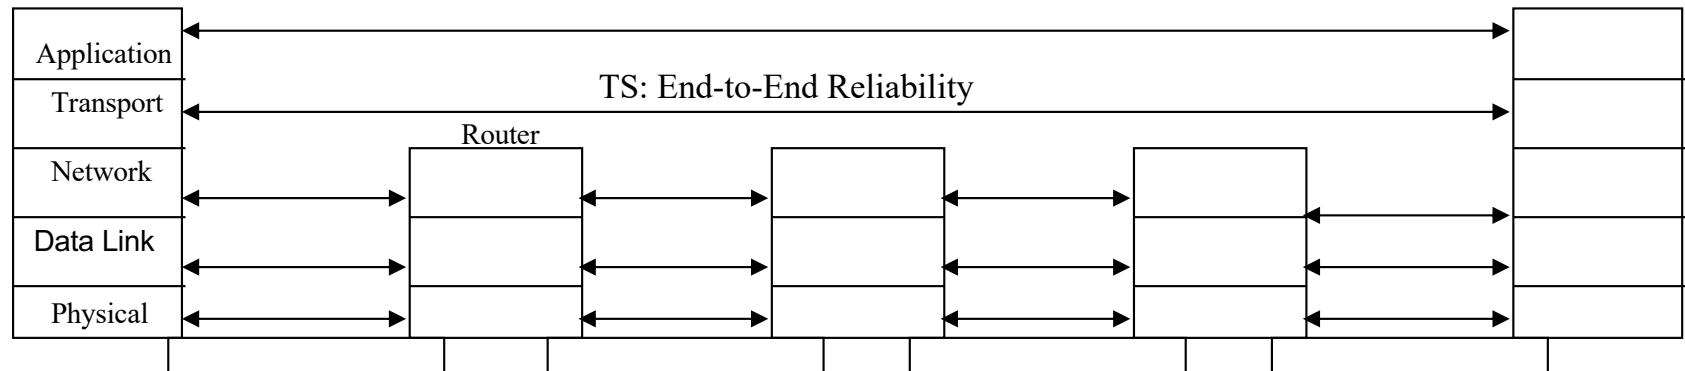 Application
TS: End-to-End Reliability
Transport
Router
Network
Data Link
Physical